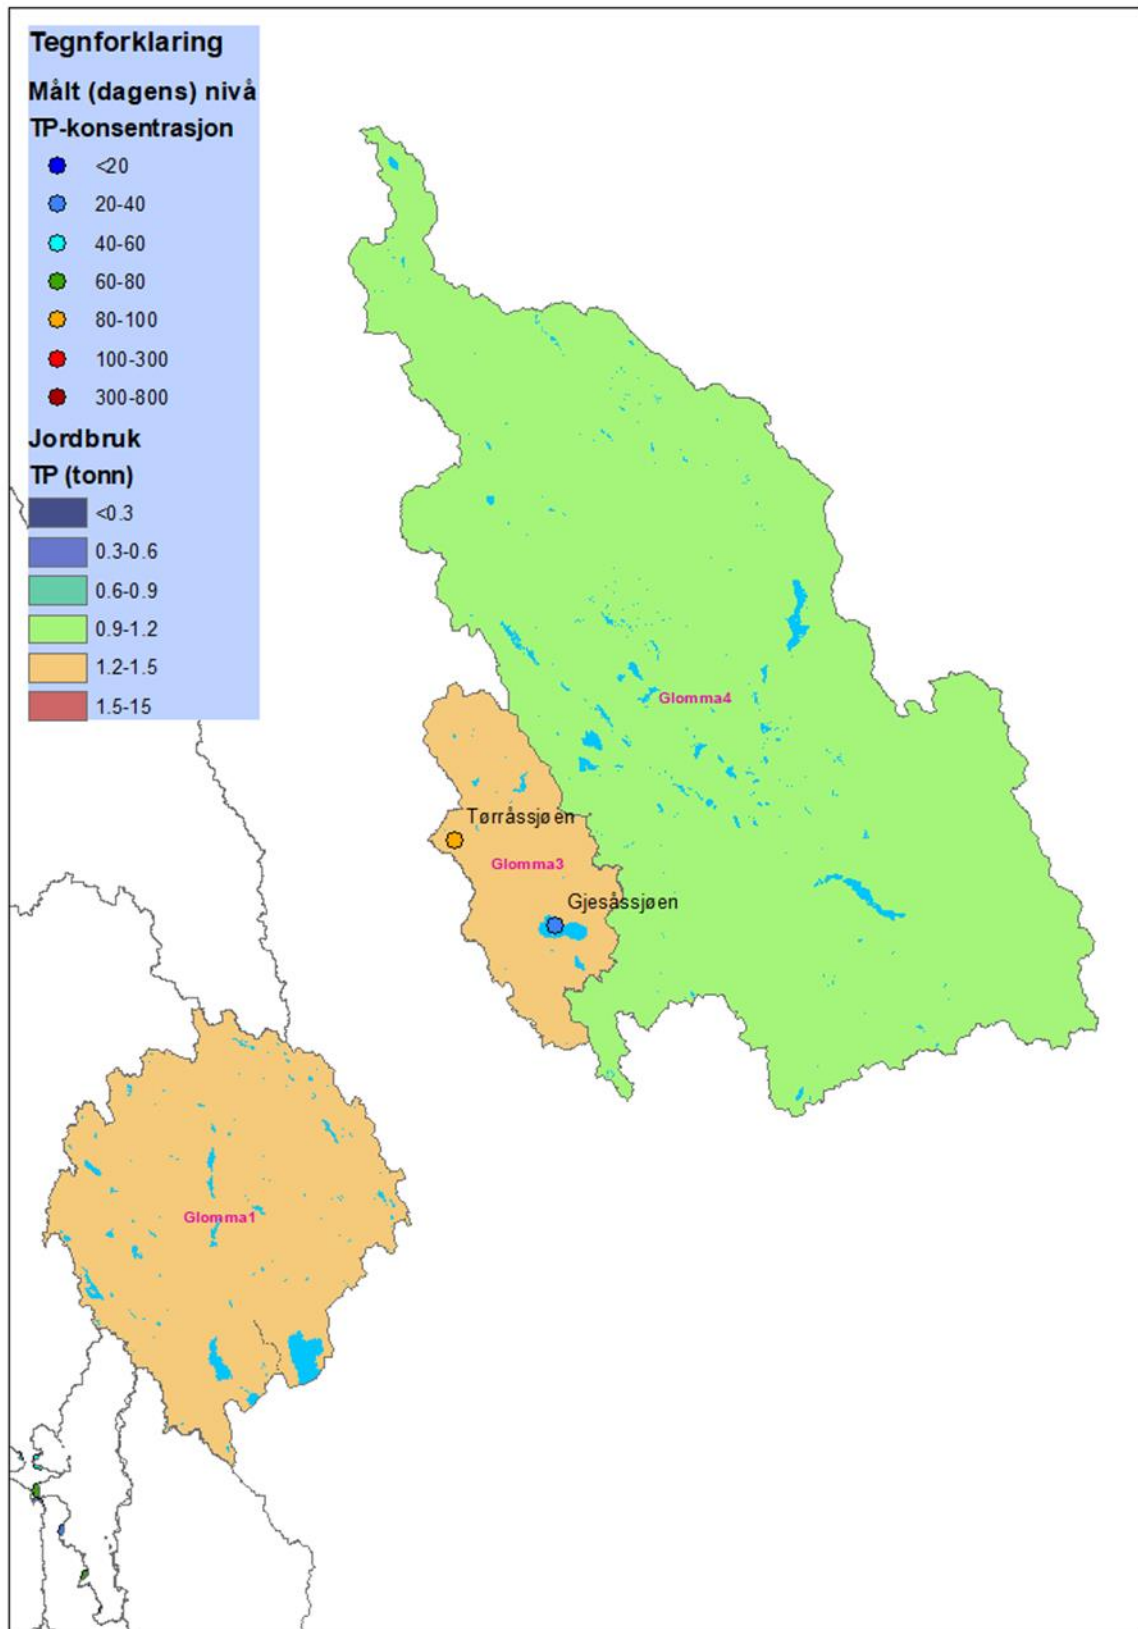 Tegnforklaring
Målt (dagens) nivå
TP-konsentrasjon
<20
20-40
40-60
60-80
80-100
100-300
300-800
Jordbruk
TP (tonn)
<0.3
0.3-0.6
0.6-0.9
0.9-1.2
1.2-1.5
1.5-15
Glomma4
Tørråssjøen
Glomma3
Gjesåssjøen
Glomma1